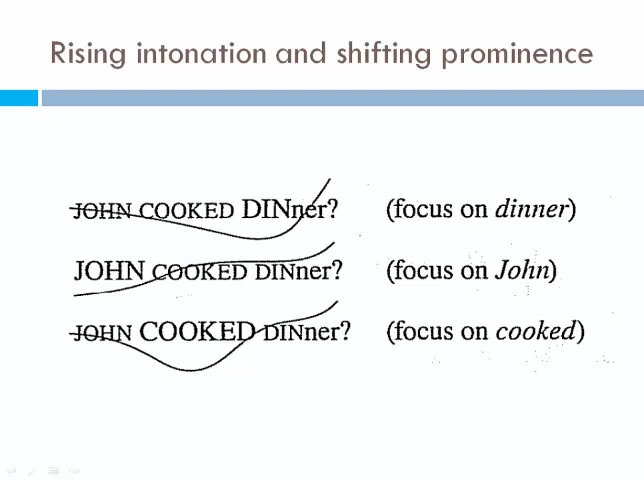 Rising intonation and shifting prominence
JOHN COOKED DINner? (focus on dinner)
JOHN COOKED DINner? (focus on John)
JOHN COOKED DINner? (focus on cooked)